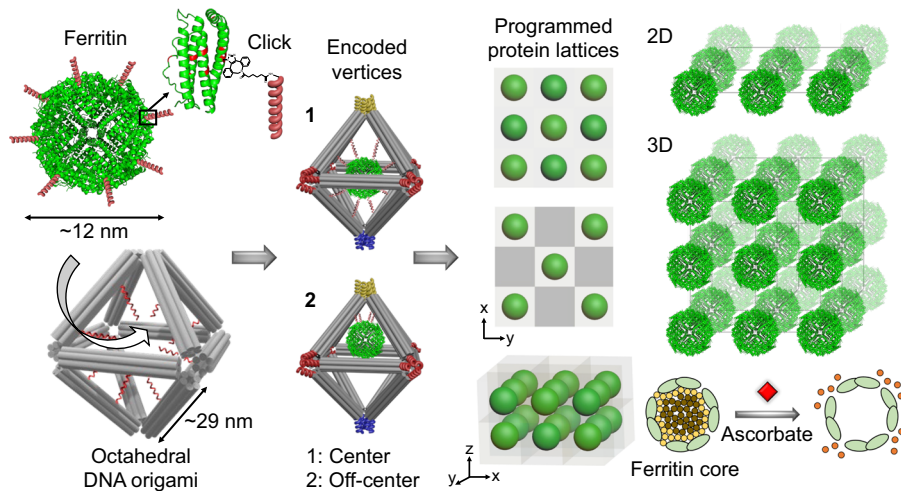 Ferritin
Click
~12 nm
~29 nm
Octahedral
DNA origami
Encoded
vertices
1
2
1: Center
2: Off-center
Programmed
protein lattices
x
y
z
y
x
2D
3D
Ascorbate
Ferritin core